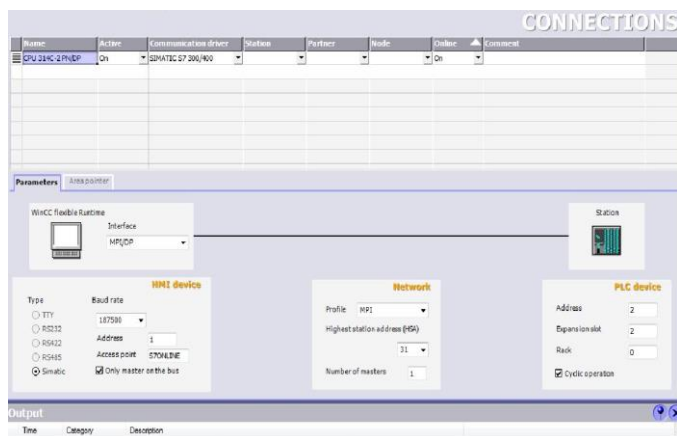 CONNECTIONS
Name Active Communication driver Station Partner Node Online Comment
CPU 314C-2 PN/DP On SIMATIC S7 300/400 On
Parameters Area pointer
WinCC flexible Runtime
Interface
MPI/DP
Station
HMI device
Type
TTY
RS232
RS422
RS485
Simatic
Baud rate
187500
Address 1
Access point S7ONLINE
Only master on the bus
Network
Profile MPI
Highest station address (HSA)
31
Number of masters 1
PLC device
Address 2
Expansion slot 2
Rack 0
Cyclic operation
Output
Time Category Description